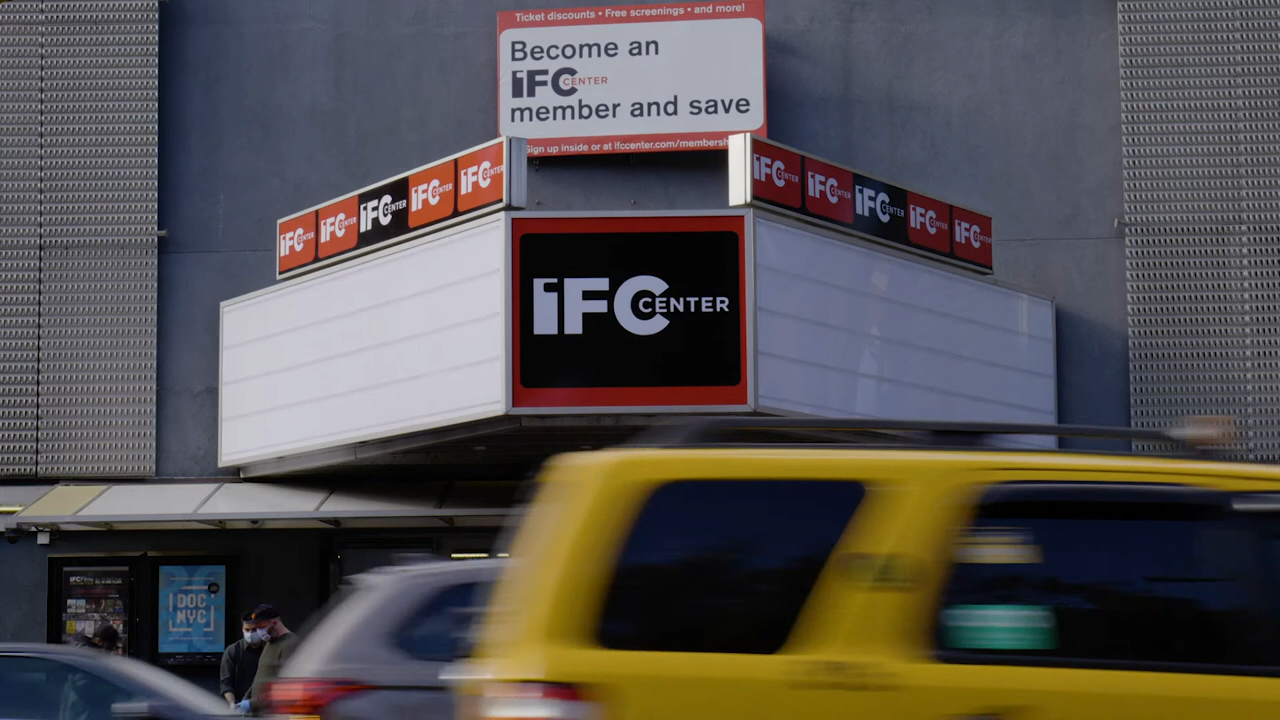 Ticket discounts • Free screenings • and more!
Become an
iFC CENTER
member and save
Sign up inside or at ifccenter.com/membersh
iFC CENTER iFC CENTER iFC CENTER iFC CENTER iFC CENTER
iFC CENTER iFC CENTER iFC CENTER iFC CENTER iFC CENTER
iFC CENTER
DOC
NYC